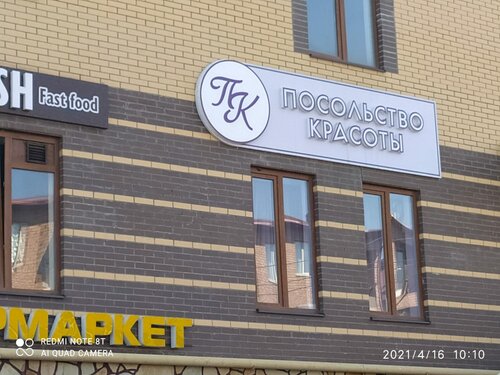 SH Fast food
ПК
ПОСОЛЬСТВО
КРАСОТЫ
РМАРКЕТ
REDMI NOTE 8T
AI QUAD CAMERA
2021/4/16 10:10